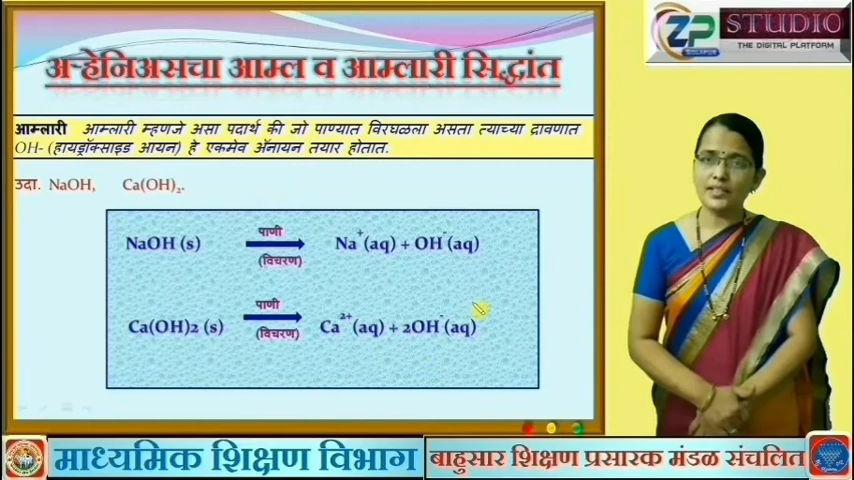 ZP
SOLAPUR
STUDIO
THE DIGITAL PLATFORM
अऱ्हेनिअसचा आम्ल व आम्लारी सिद्धांत
आम्लारी आम्लारी म्हणजे असा पदार्थ की जो पाण्यात विरघळला असता त्याच्या द्रावणात
OH- (हायड्रॉक्साइड आयन) हे एकमेव ॲनायन तयार होतात.
उदा. NaOH, Ca(OH)₂.
NaOH (s) पाणी (विचरण) Na⁺(aq) + OH⁻(aq)
Ca(OH)2 (s) पाणी (विचरण) Ca²⁺(aq) + 2OH⁻(aq)
माध्यमिक शिक्षण विभाग
बाहुसार शिक्षण प्रसारक मंडळ संचलित